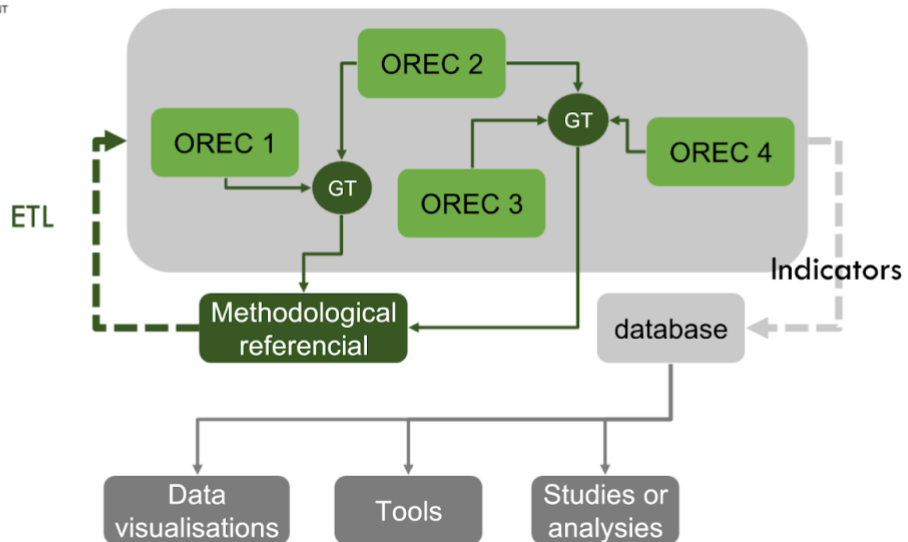 OREC 2
GT
OREC 1
OREC 4
GT
OREC 3
ETL
Indicators
Methodological
referencial
database
Data
visualisations
Tools
Studies or
analysies